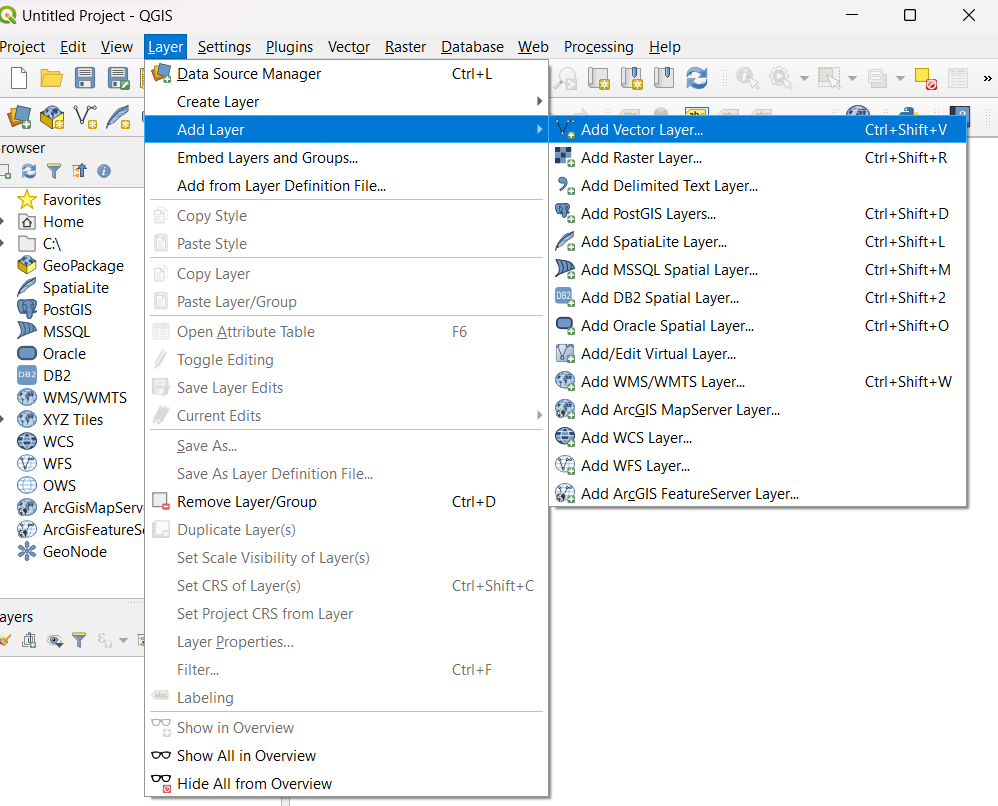 Untitled Project - QGIS
Project Edit View Layer Settings Plugins Vector Raster Database Web Processing Help
Data Source Manager Ctrl+L
Create Layer
Add Layer
Embed Layers and Groups...
Add from Layer Definition File...
Copy Style
Paste Style
Copy Layer
Paste Layer/Group
Open Attribute Table F6
Toggle Editing
Save Layer Edits
Current Edits
Save As...
Save As Layer Definition File...
Remove Layer/Group Ctrl+D
Duplicate Layer(s)
Set Scale Visibility of Layer(s)
Set CRS of Layer(s) Ctrl+Shift+C
Set Project CRS from Layer
Layer Properties...
Filter... Ctrl+F
Labeling
Show in Overview
Show All in Overview
Hide All from Overview
Add Vector Layer... Ctrl+Shift+V
Add Raster Layer... Ctrl+Shift+R
Add Delimited Text Layer...
Add PostGIS Layers... Ctrl+Shift+D
Add SpatiaLite Layer... Ctrl+Shift+L
Add MSSQL Spatial Layer... Ctrl+Shift+M
Add DB2 Spatial Layer... Ctrl+Shift+2
Add Oracle Spatial Layer... Ctrl+Shift+O
Add/Edit Virtual Layer...
Add WMS/WMTS Layer... Ctrl+Shift+W
Add ArcGIS MapServer Layer...
Add WCS Layer...
Add WFS Layer...
Add ArcGIS FeatureServer Layer...
rowser
Favorites
Home
C:\
GeoPackage
SpatiaLite
PostGIS
MSSQL
Oracle
DB2
WMS/WMTS
XYZ Tiles
WCS
WFS
OWS
ArcGisMapServ
ArcGisFeatureSe
GeoNode
ayers